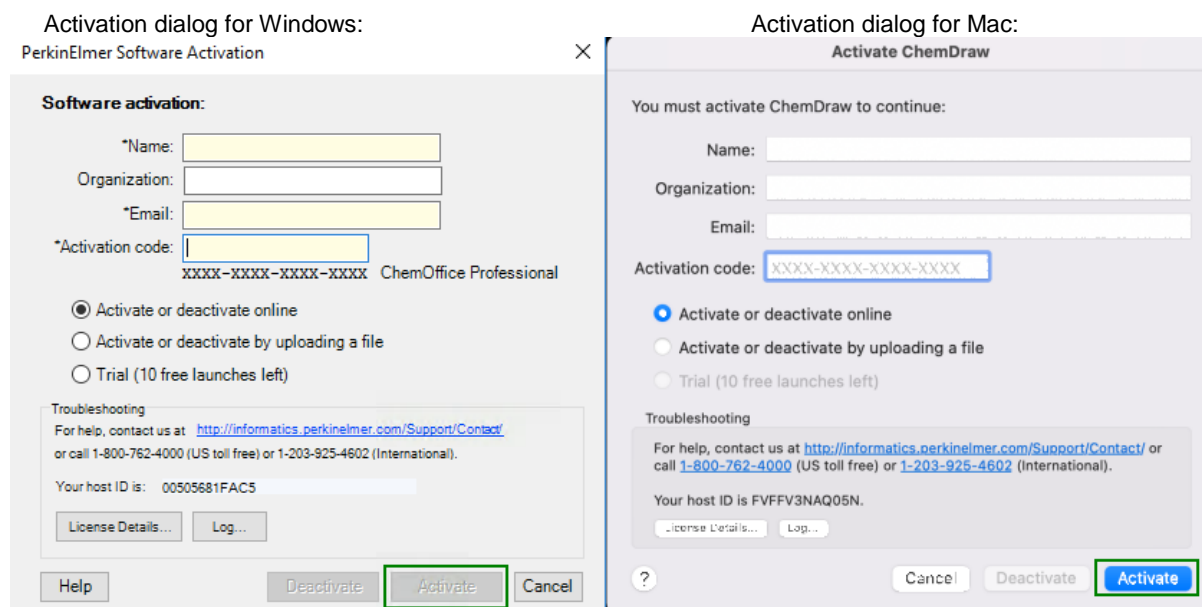 Activation dialog for Windows:
PerkinElmer Software Activation
Software activation:
*Name:
Organization:
*Email:
*Activation code:
XXXX-XXXX-XXXX-XXXX ChemOffice Professional
Activate or deactivate online
Activate or deactivate by uploading a file
Trial (10 free launches left)
Troubleshooting
For help, contact us at http://informatics.perkinelmer.com/Support/Contact/
or call 1-800-762-4000 (US toll free) or 1-203-925-4602 (International).
Your host ID is: 00505681FAC5
License Details... Log...
Help Deactivate Activate Cancel
Activation dialog for Mac:
Activate ChemDraw
You must activate ChemDraw to continue:
Name:
Organization:
Email:
Activation code: XXXX-XXXX-XXXX-XXXX
Activate or deactivate online
Activate or deactivate by uploading a file
Trial (10 free launches left)
Troubleshooting
For help, contact us at http://informatics.perkinelmer.com/Support/Contact/ or
call 1-800-762-4000 (US toll free) or 1-203-925-4602 (International).
Your host ID is FVFFV3NAQ05N.
License Details... Log...
? Cancel Deactivate Activate